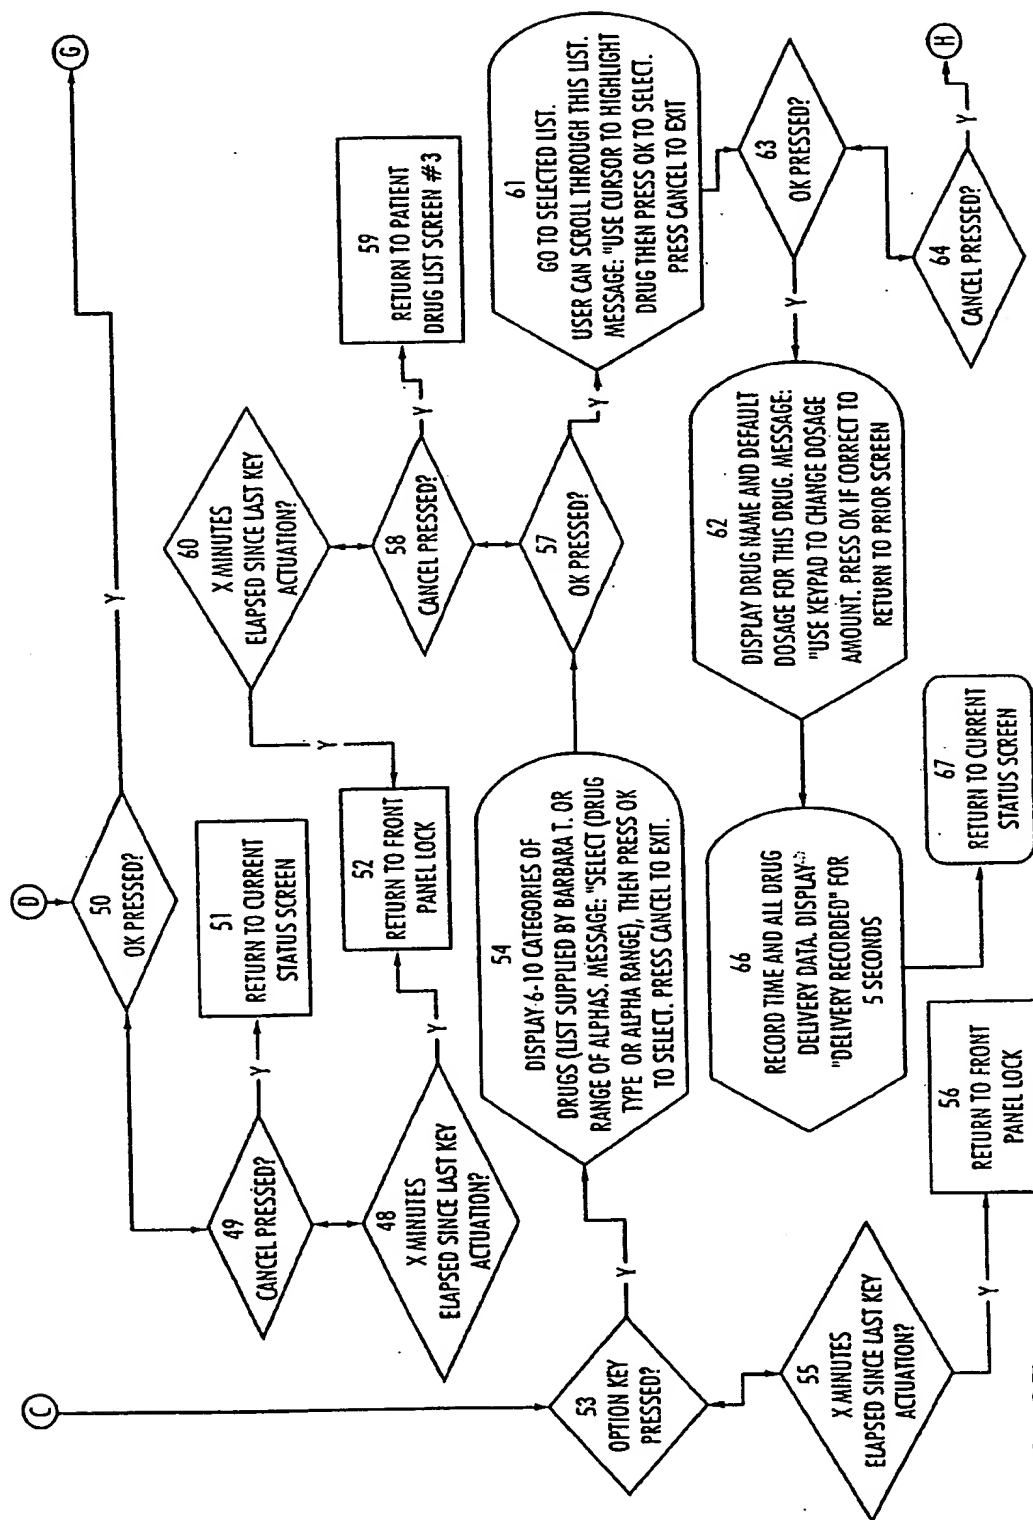 C
D
G
50
OK PRESSED?
Y
49
CANCEL PRESSED?
Y
51
RETURN TO CURRENT
STATUS SCREEN
48
X MINUTES
ELAPSED SINCE LAST KEY
ACTUATION?
Y
52
RETURN TO FRONT
PANEL LOCK
Y
60
X MINUTES
ELAPSED SINCE LAST KEY
ACTUATION?
58
CANCEL PRESSED?
Y
59
RETURN TO PATIENT
DRUG LIST SCREEN #3
53
OPTION KEY
PRESSED?
Y
54
DISPLAY 6-10 CATEGORIES OF
DRUGS (LIST SUPPLIED BY BARBARA T. OR
RANGE OF ALPHAS. MESSAGE: "SELECT (DRUG
TYPE OR ALPHA RANGE), THEN PRESS OK
TO SELECT. PRESS CANCEL TO EXIT.
57
OK PRESSED?
Y
61
GO TO SELECTED LIST.
USER CAN SCROLL THROUGH THIS LIST.
MESSAGE: "USE CURSOR TO HIGHLIGHT
DRUG THEN PRESS OK TO SELECT.
PRESS CANCEL TO EXIT
55
X MINUTES
ELAPSED SINCE LAST KEY
ACTUATION?
Y
56
RETURN TO FRONT
PANEL LOCK
66
RECORD TIME AND ALL DRUG
DELIVERY DATA. DISPLAY
"DELIVERY RECORDED" FOR
5 SECONDS
67
RETURN TO CURRENT
STATUS SCREEN
62
DISPLAY DRUG NAME AND DEFAULT
DOSAGE FOR THIS DRUG. MESSAGE:
"USE KEYPAD TO CHANGE DOSAGE
AMOUNT. PRESS OK IF CORRECT TO
RETURN TO PRIOR SCREEN
Y
63
OK PRESSED?
64
CANCEL PRESSED?
Y
H